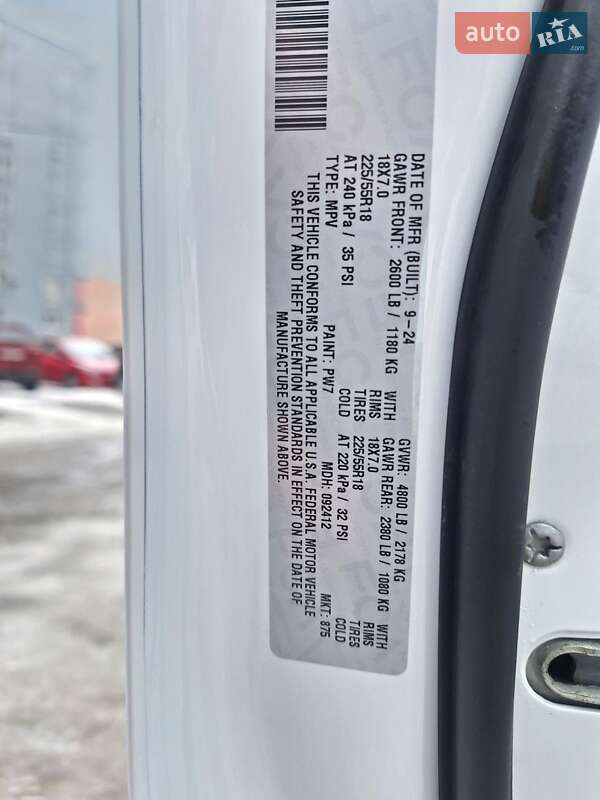 auto RIA .com
DATE OF MFR (BUILT): 9-24 GVWR: 4800 LB / 2178 KG
GAWR FRONT: 2600 LB / 1180 KG WITH GAWR REAR: 2380 LB / 1080 KG WITH
18X7.0 RIMS 18X7.0 RIMS
225/55R18 TIRES 225/55R18 TIRES
AT 240 kPa / 35 PSI COLD AT 220 kPa / 32 PSI COLD
TYPE: MPV PAINT: PW7 MDH: 092412 MKT: 875
THIS VEHICLE CONFORMS TO ALL APPLICABLE U.S.A. FEDERAL MOTOR VEHICLE
SAFETY AND THEFT PREVENTION STANDARDS IN EFFECT ON THE DATE OF
MANUFACTURE SHOWN ABOVE.